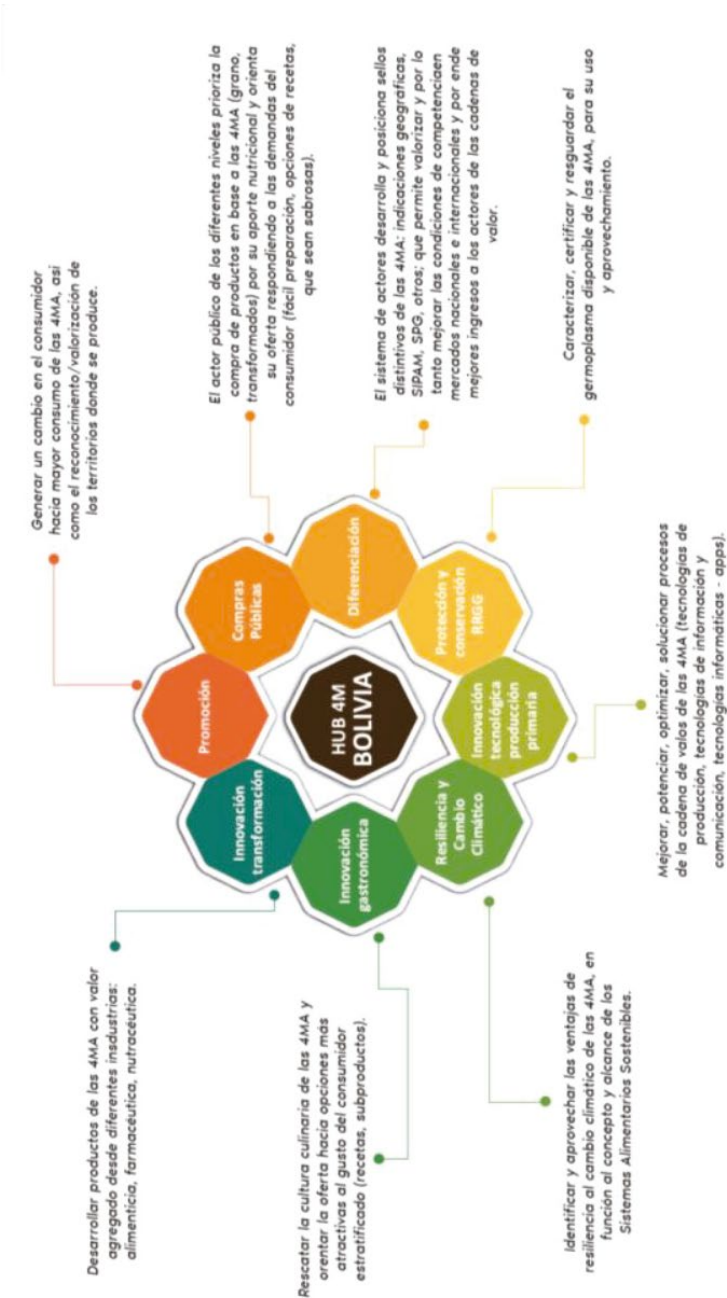 Generar un cambio en el consumidor
hacia mayor consumo de las 4MA, así
como el reconocimiento/valorización de
los territorios donde se produce.
El actor público de los diferentes niveles prioriza la
compra de productos en base a las 4MA (grano,
transformados) por su aporte nutricional y orienta
su oferta respondiendo a las demandas del
consumidor (fácil preparación, opciones de recetas,
que sean sabrosas).
El sistema de actores desarrolla y posiciona sellos
distintivos de las 4MA: indicaciones geográficas,
SIPAM, SPG, otros; que permite valorizar y por lo
tanto mejorar las condiciones de competenciaen
mercados nacionales e internacionales y por ende
mejores ingresos a los actores de las cadenas de
valor.
Caracterizar, certificar y resguardar el
germoplasma disponible de las 4MA, para su uso
y aprovechamiento.
Mejorar, potenciar, optimizar, solucionar procesos
de la cadena de valos de las 4MA (tecnologías de
producción, tecnologías de información y
comunicación, tecnologías informáticas - apps).
Identificar y aprovechar las ventajas de
resiliencia al cambio climático de las 4MA, en
función al concepto y alcance de los
Sistemas Alimentarios Sostenibles.
Rescatar la cultura culinaria de las 4MA y
orentar la oferta hacia opciones más
atractivas al gusto del consumidor
estratificado (recetas, subproductos).
Desarrollar productos de las 4MA con valor
agregado desde diferentes insdustrias:
alimenticia, farmacéutica, nutracéutica.
Promoción
Compras
Públicas
Diferenciación
Protección y
conservación
RRGG
Innovación
tecnológica
producción
primaria
Resiliencia y
Cambio
Climático
Innovación
gastronómica
Innovación
transformación
HUB 4M
BOLIVIA